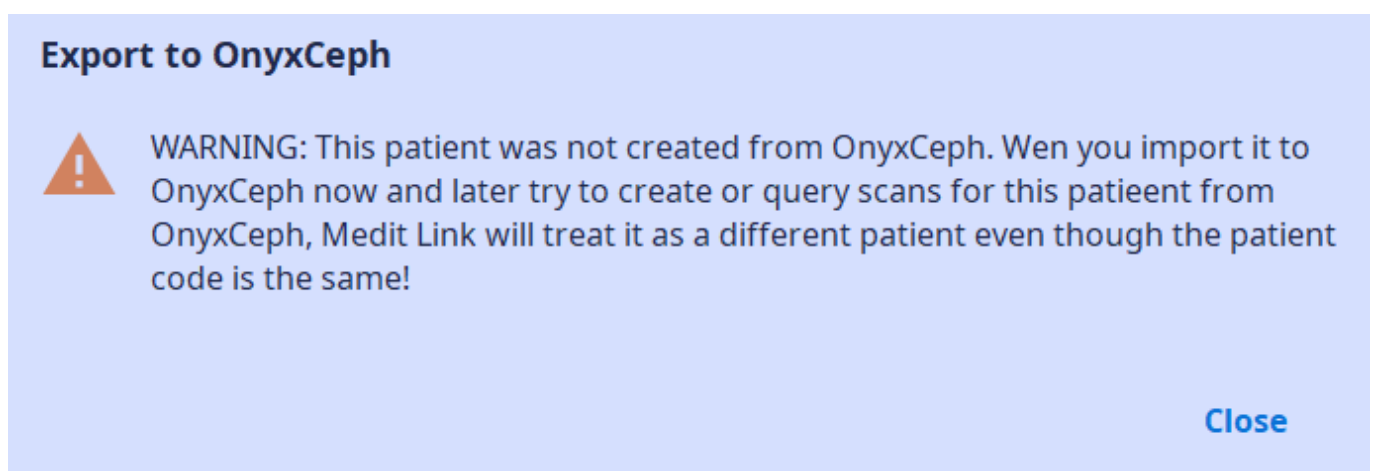 Export to OnyxCeph
WARNING: This patient was not created from OnyxCeph. Wen you import it to
OnyxCeph now and later try to create or query scans for this patieent from
OnyxCeph, Medit Link will treat it as a different patient even though the patient
code is the same!
Close